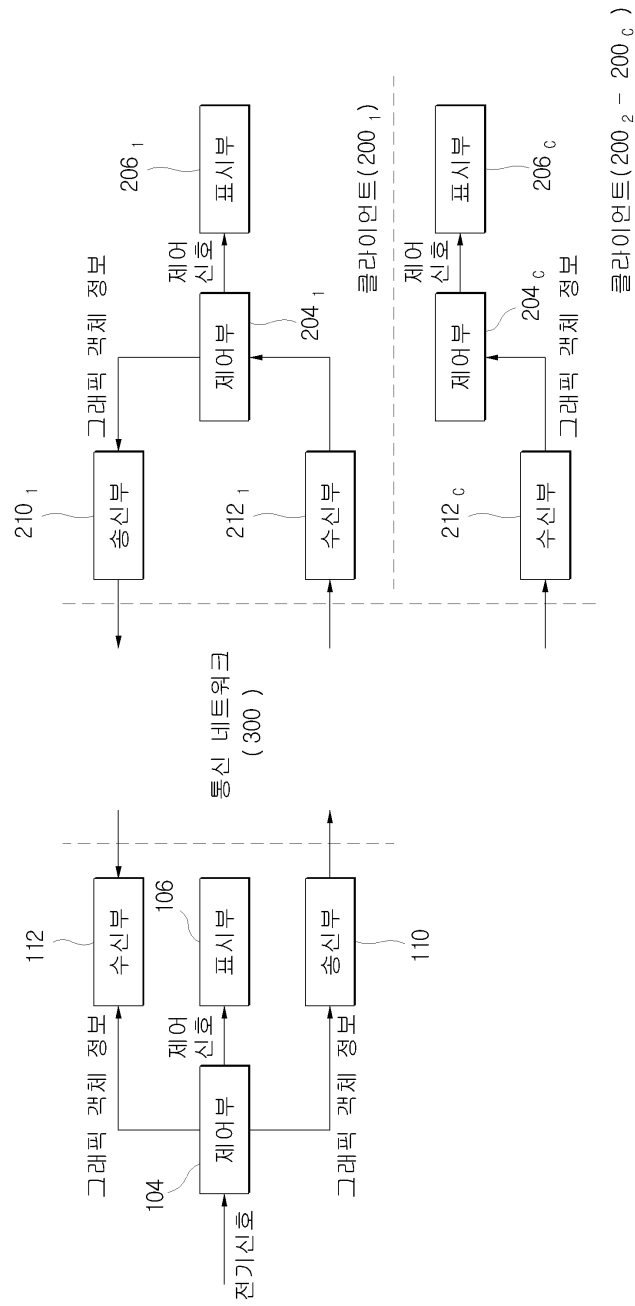 112
수신부
그래픽 객체 정보
106
표시부
제어
신호
104
제어부
전기신호
110
송신부
그래픽 객체 정보
통신 네트워크
(300)
210 1
송신부
그래픽 객체 정보
206 1
표시부
제어
신호
제어부
204 1
212 1
수신부
클라이언트(200 1)
표시부
206 C
제어
신호
제어부
204 C
212 C
수신부
그래픽 객체 정보
클라이언트(200 2 - 200 C)